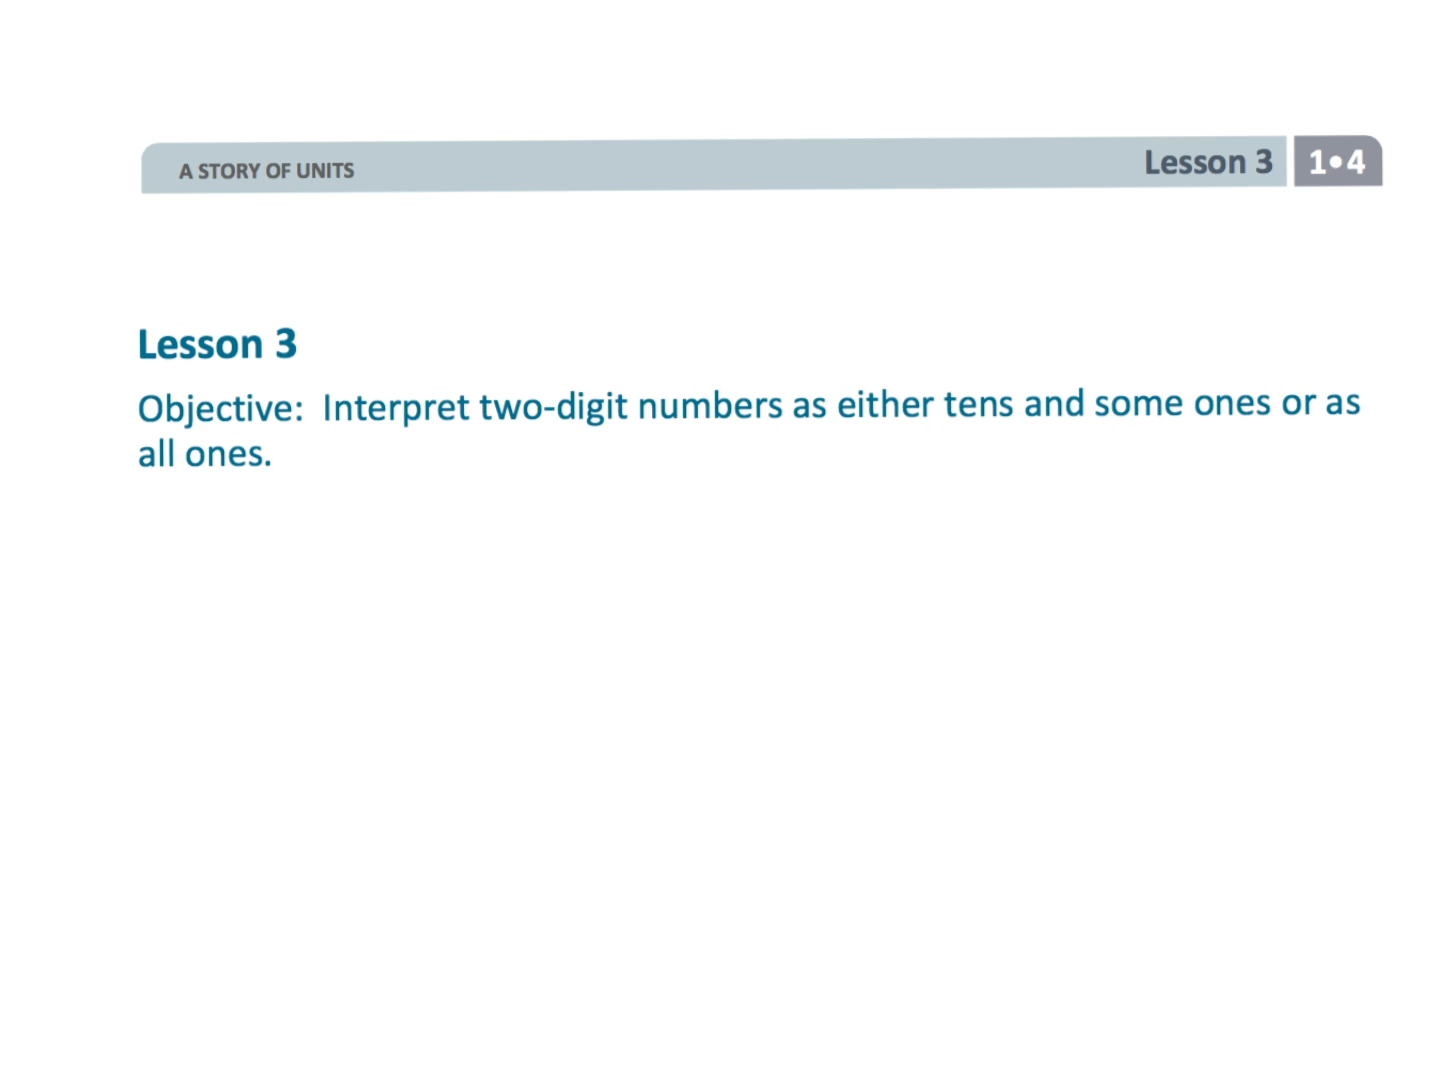 A STORY OF UNITS
Lesson 3
1•4
Lesson 3
Objective: Interpret two-digit numbers as either tens and some ones or as
all ones.